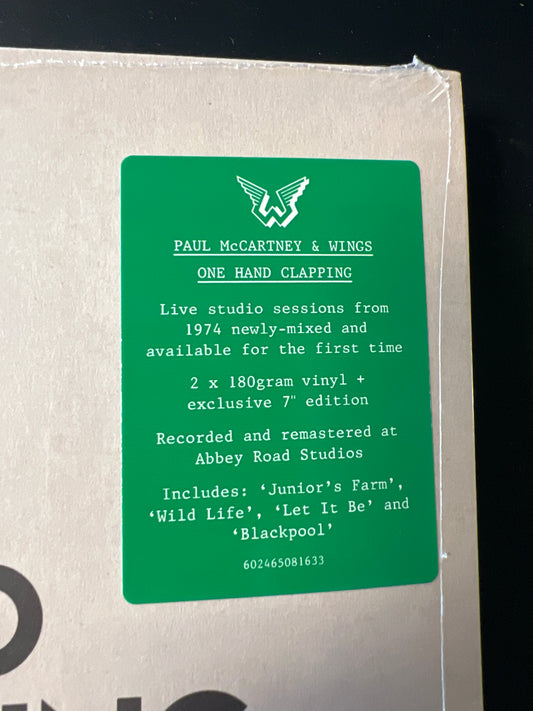 PAUL McCARTNEY & WINGS
ONE HAND CLAPPING
Live studio sessions from
1974 newly-mixed and
available for the first time
2 x 180gram vinyl +
exclusive 7" edition
Recorded and remastered at
Abbey Road Studios
Includes: ‘Junior’s Farm’,
‘Wild Life’, ‘Let It Be’ and
‘Blackpool’
602465081633